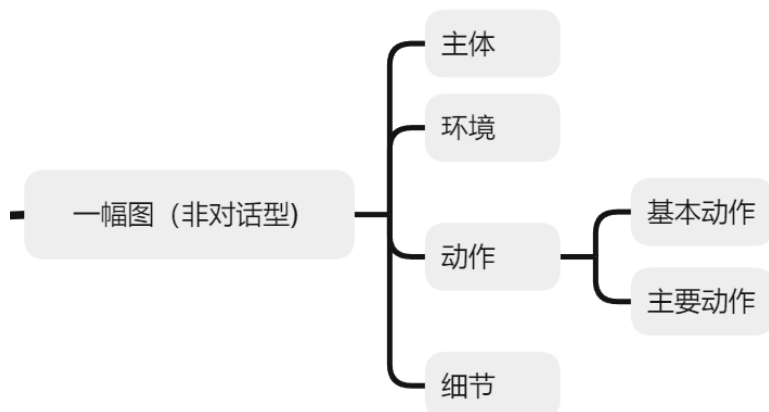 一幅图（非对话型)
主体
环境
动作
基本动作
主要动作
细节